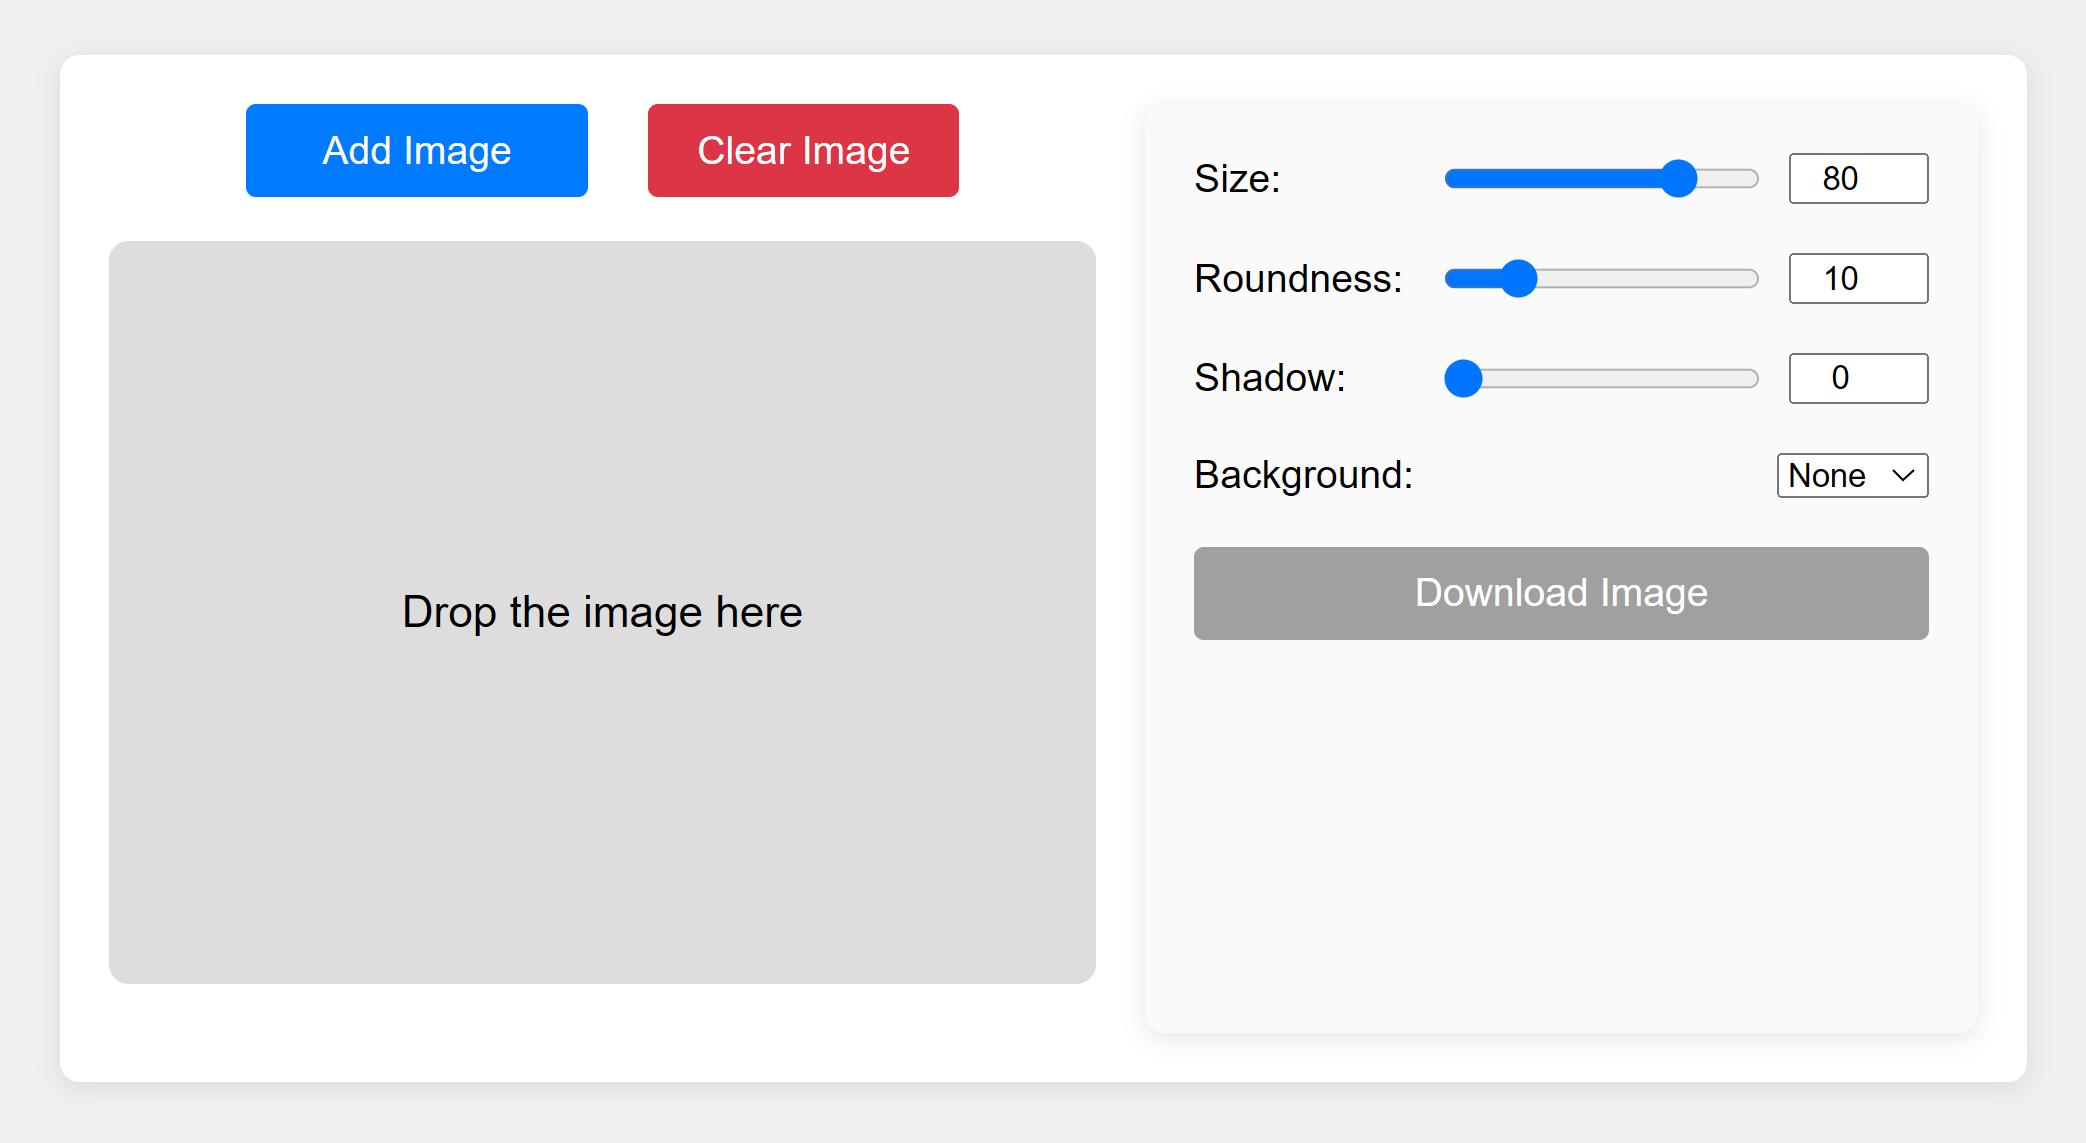 Add Image
Clear Image
Drop the image here
Size:
80
Roundness:
10
Shadow:
0
Background:
None
Download Image